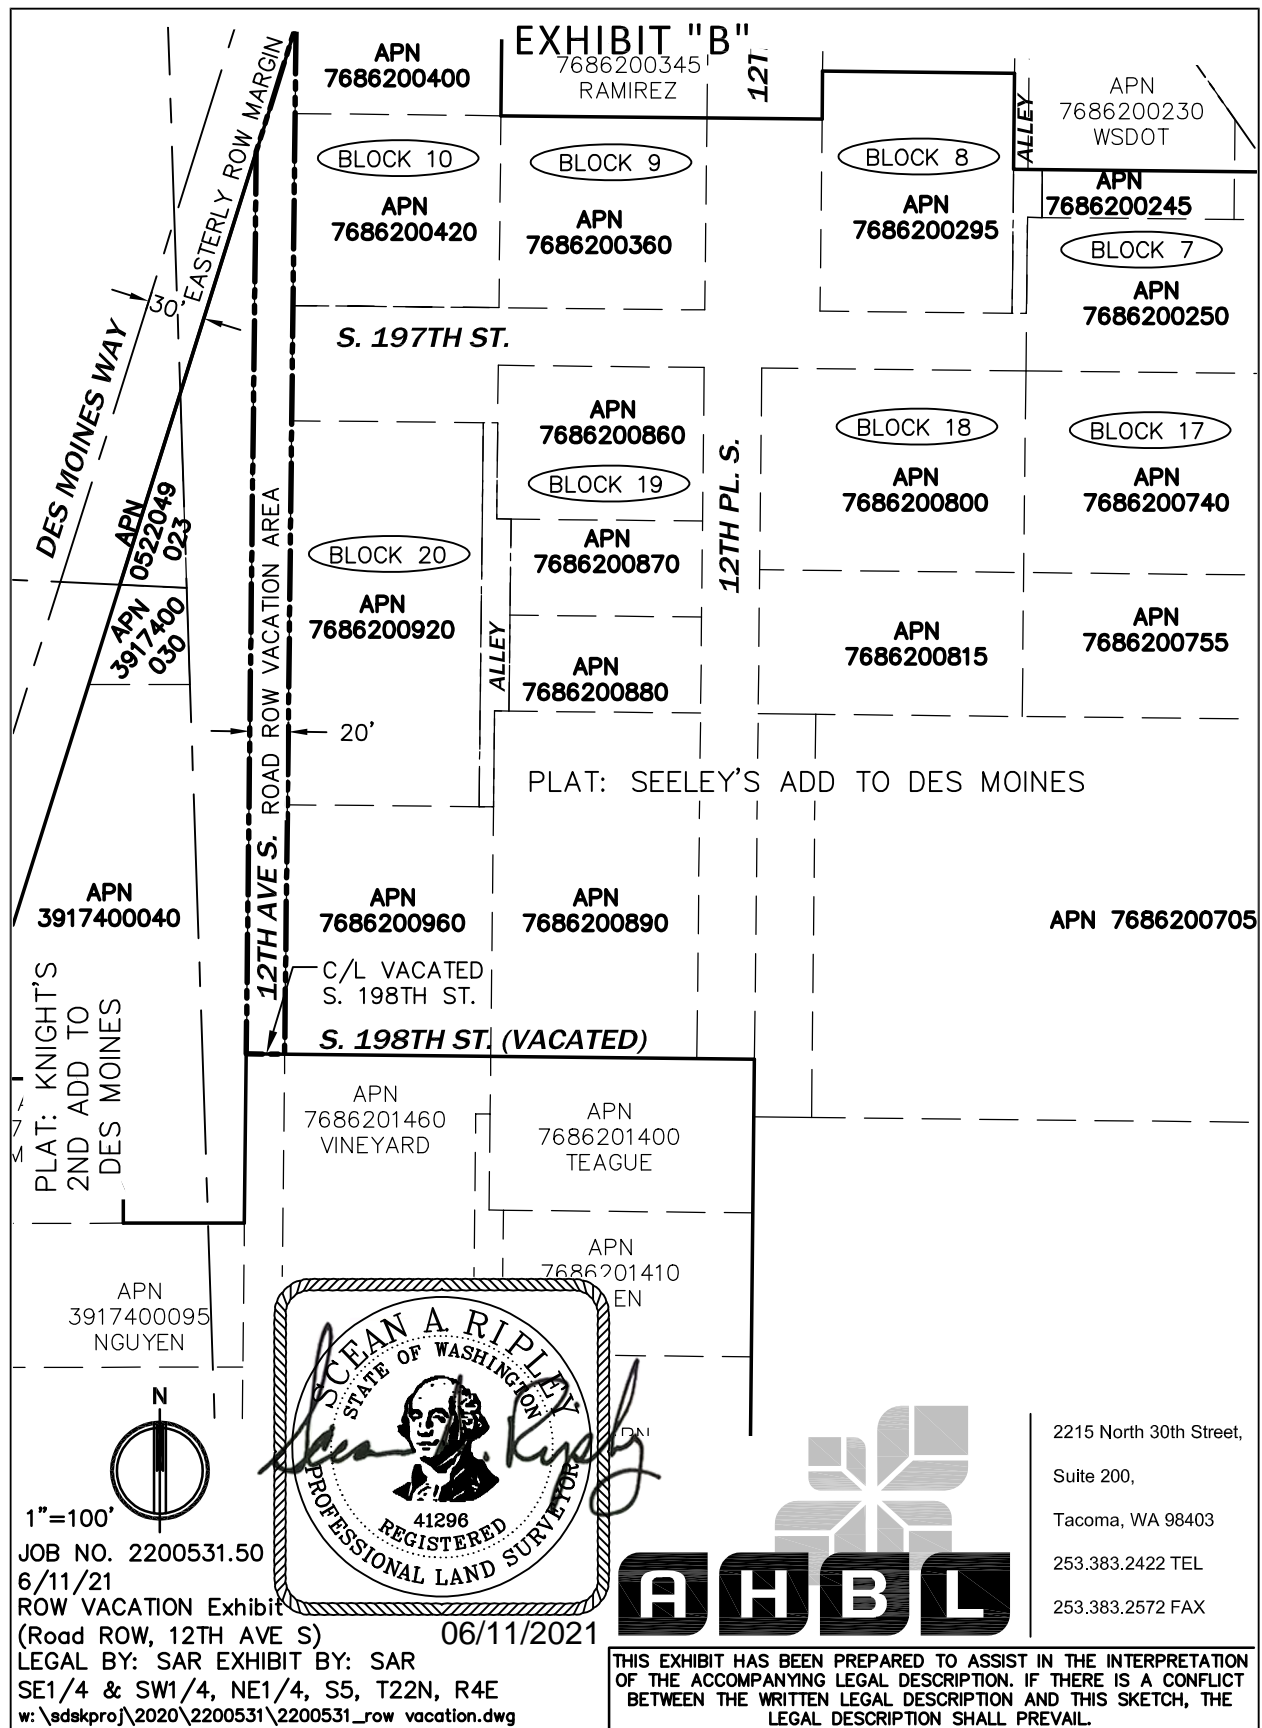 EXHIBIT "B"
APN
7686200400
7686200345
RAMIREZ
12T
ALLEY
APN
7686200230
WSDOT
EASTERLY ROW MARGIN
30'
DES MOINES WAY
BLOCK 10
APN
7686200420
BLOCK 9
APN
7686200360
BLOCK 8
APN
7686200295
APN
7686200245
BLOCK 7
APN
7686200250
S. 197TH ST.
APN
7686200860
BLOCK 19
APN
7686200870
APN
7686200880
12TH PL. S.
BLOCK 18
APN
7686200800
APN
7686200815
BLOCK 17
APN
7686200740
APN
7686200755
APN
0522049
023
APN
3917400
030
BLOCK 20
APN
7686200920
ALLEY
12TH AVE S. ROAD ROW VACATION AREA
20'
PLAT: SEELEY'S ADD TO DES MOINES
APN
3917400040
APN
7686200960
APN
7686200890
APN 7686200705
C/L VACATED
S. 198TH ST.
S. 198TH ST. (VACATED)
PLAT: KNIGHT'S
2ND ADD TO
DES MOINES
APN
7686201460
VINEYARD
APN
7686201400
TEAGUE
APN
7686201410
EN
APN
3917400095
NGUYEN
SCEAN A. RIPLEY
STATE OF WASHINGTON
41296
REGISTERED
PROFESSIONAL LAND SURVEYOR
06/11/2021
N
1"=100'
JOB NO. 2200531.50
6/11/21
ROW VACATION Exhibit
(Road ROW, 12TH AVE S)
LEGAL BY: SAR EXHIBIT BY: SAR
SE1/4 & SW1/4, NE1/4, S5, T22N, R4E
w:\sdskproj\2020\2200531\2200531_row vacation.dwg
AHBL
2215 North 30th Street,
Suite 200,
Tacoma, WA 98403
253.383.2422 TEL
253.383.2572 FAX
THIS EXHIBIT HAS BEEN PREPARED TO ASSIST IN THE INTERPRETATION
OF THE ACCOMPANYING LEGAL DESCRIPTION. IF THERE IS A CONFLICT
BETWEEN THE WRITTEN LEGAL DESCRIPTION AND THIS SKETCH, THE
LEGAL DESCRIPTION SHALL PREVAIL.